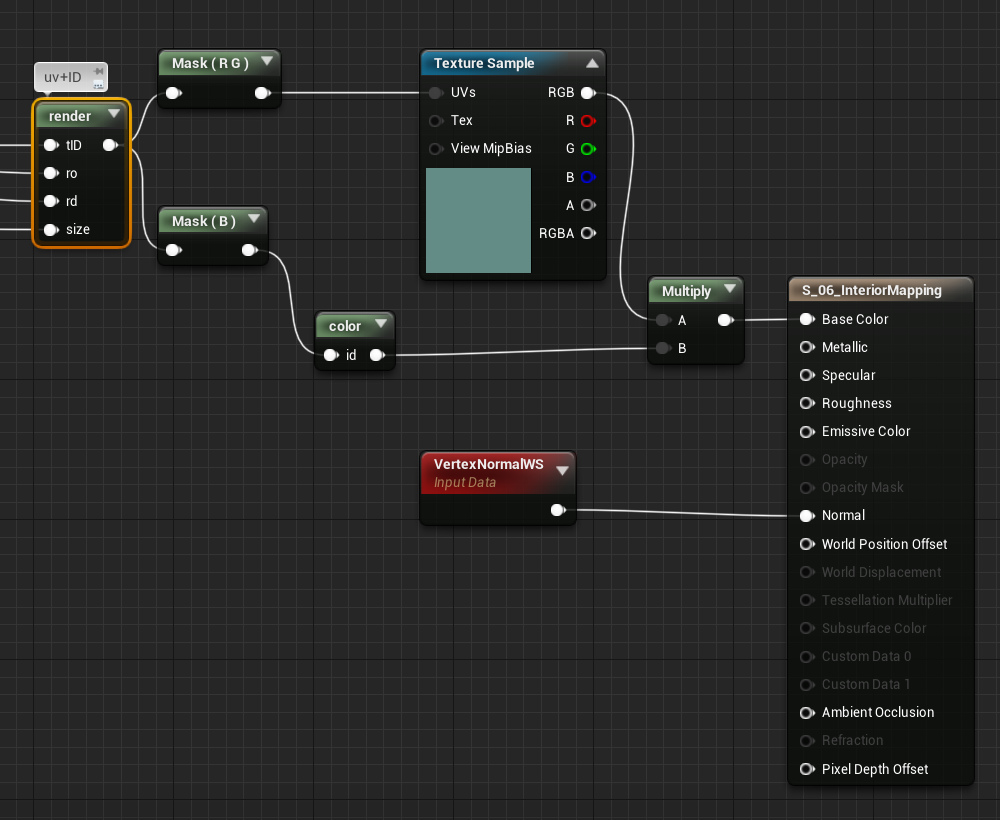 uv+ID
render
tID
ro
rd
size
Mask ( R G )
Mask ( B )
color
id
Texture Sample
UVs
RGB
Tex
R
View MipBias
G
B
A
RGBA
Multiply
A
B
VertexNormalWS
Input Data
S_06_InteriorMapping
Base Color
Metallic
Specular
Roughness
Emissive Color
Opacity
Opacity Mask
Normal
World Position Offset
World Displacement
Tessellation Multiplier
Subsurface Color
Custom Data 0
Custom Data 1
Ambient Occlusion
Refraction
Pixel Depth Offset